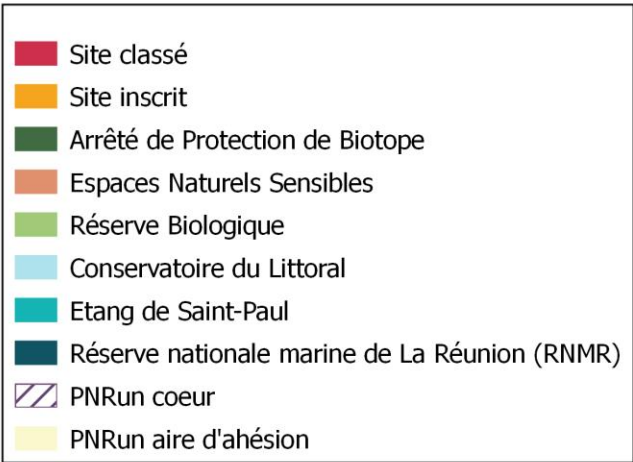 Site classé
Site inscrit
Arrêté de Protection de Biotope
Espaces Naturels Sensibles
Réserve Biologique
Conservatoire du Littoral
Etang de Saint-Paul
Réserve nationale marine de La Réunion (RNMR)
PNRun coeur
PNRun aire d'ahésion